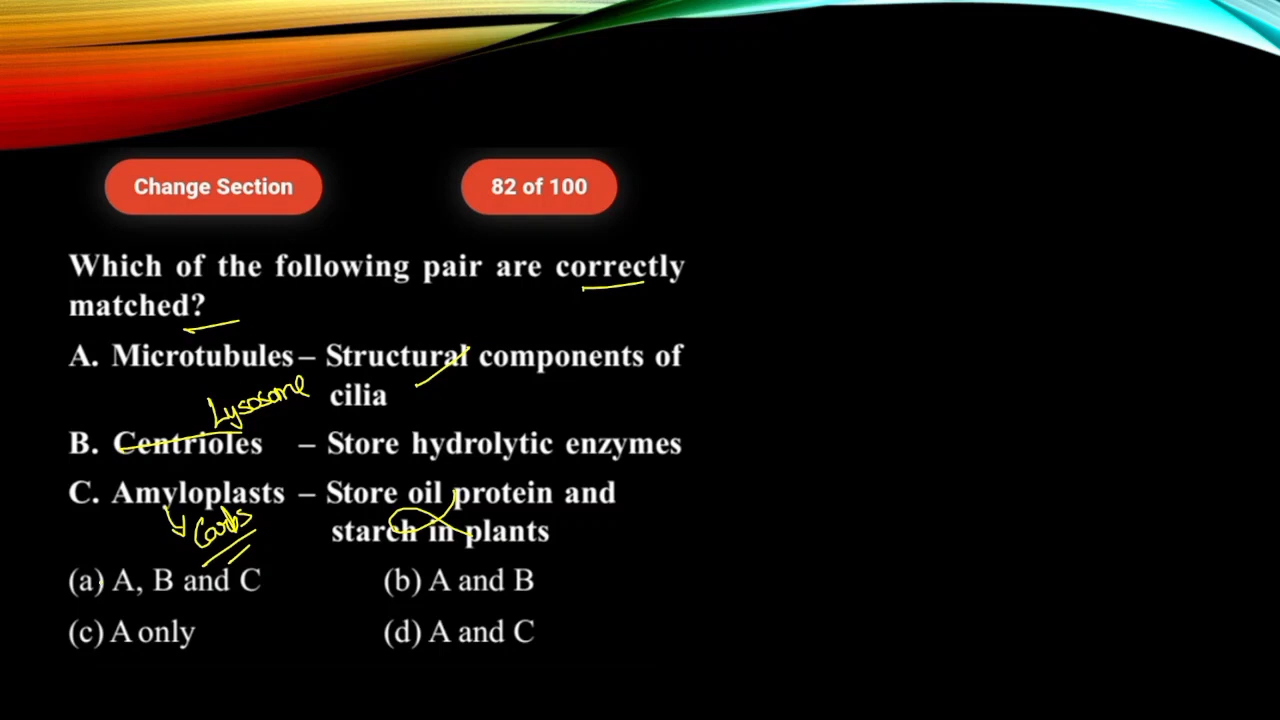 Change Section
82 of 100
Which of the following pair are correctly
matched?
A. Microtubules – Structural components of
cilia
Lysosome
B. Centrioles – Store hydrolytic enzymes
C. Amyloplasts – Store oil protein and
starch in plants
Carbs
(a) A, B and C (b) A and B
(c) A only (d) A and C